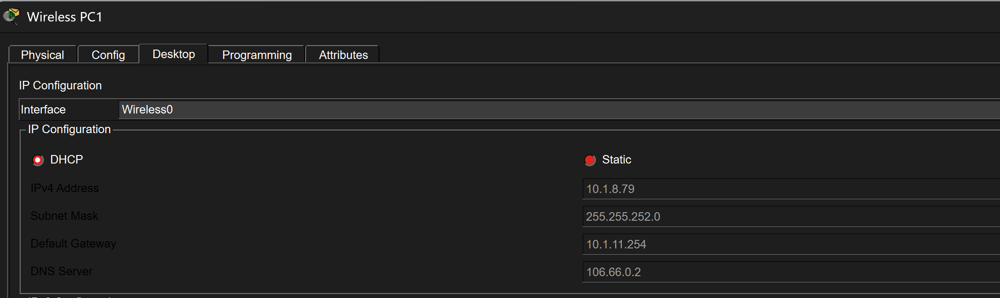 Wireless PC1
Physical Config Desktop Programming Attributes
IP Configuration
Interface Wireless0
IP Configuration
DHCP Static
IPv4 Address 10.1.8.79
Subnet Mask 255.255.252.0
Default Gateway 10.1.11.254
DNS Server 106.66.0.2